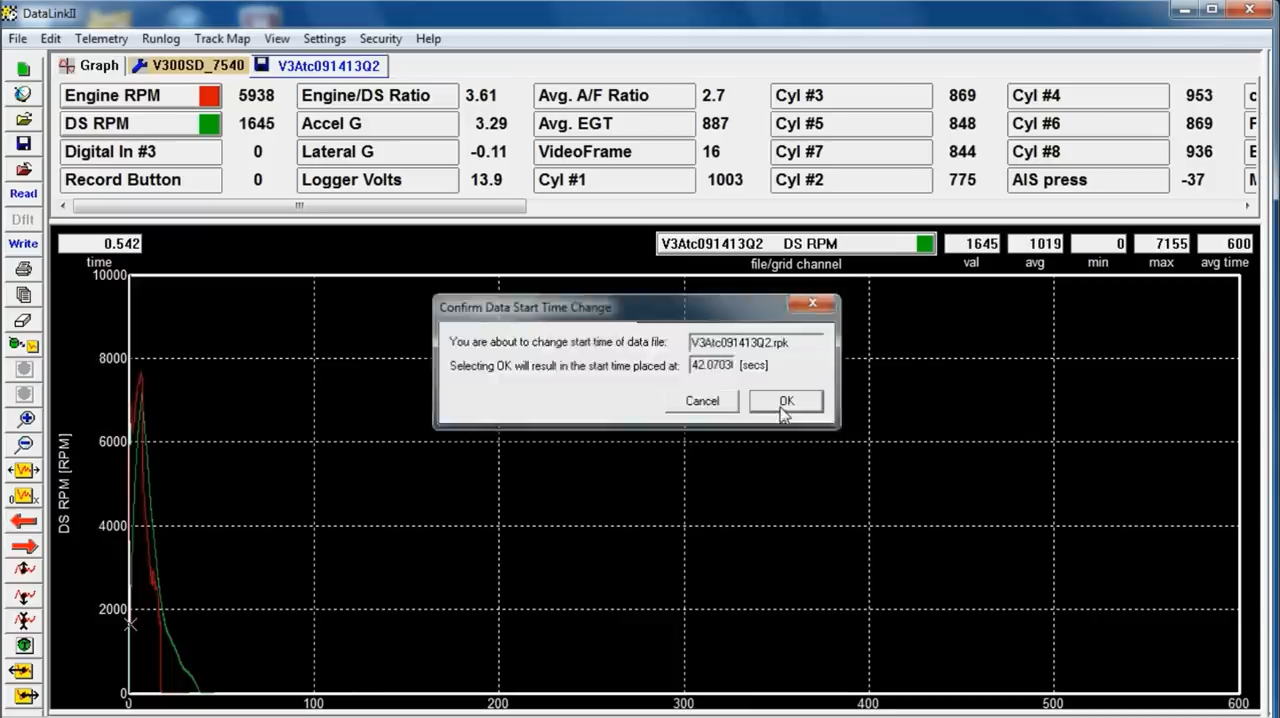 DataLinkII
File Edit Telemetry Runlog Track Map View Settings Security Help
Graph V300SD_7540 V3Atc091413Q2
Engine RPM 5938 Engine/DS Ratio 3.61 Avg. A/F Ratio 2.7 Cyl #3 869 Cyl #4 953
DS RPM 1645 Accel G 3.29 Avg. EGT 887 Cyl #5 848 Cyl #6 869
Digital In #3 0 Lateral G -0.11 VideoFrame 16 Cyl #7 844 Cyl #8 936
Record Button 0 Logger Volts 13.9 Cyl #1 1003 Cyl #2 775 AIS press -37
Read
Dflt
Write
0.542 V3Atc091413Q2 DS RPM 1645 1019 0 7155 600
time file/grid channel val avg min max avg time
10000
8000
6000
4000
2000
0
DS RPM [RPM]
Confirm Data Start Time Change
You are about to change start time of data file: V3Atc091413Q2.rpk
Selecting OK will result in the start time placed at: 42.0703 [secs]
Cancel OK
0 100 200 300 400 500 600